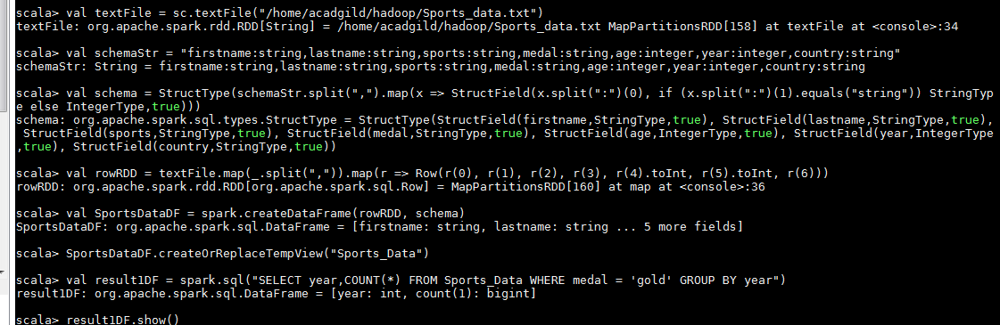 scala> val textFile = sc.textFile("/home/acadgild/hadoop/Sports_data.txt")
textFile: org.apache.spark.rdd.RDD[String] = /home/acadgild/hadoop/Sports_data.txt MapPartitionsRDD[158] at textFile at <console>:34
scala> val schemaStr = "firstname:string,lastname:string,sports:string,medal:string,age:integer,year:integer,country:string"
schemaStr: String = firstname:string,lastname:string,sports:string,medal:string,age:integer,year:integer,country:string
scala> val schema = StructType(schemaStr.split(",").map(x => StructField(x.split(":")(0), if (x.split(":")(1).equals("string")) StringTyp
e else IntegerType,true)))
schema: org.apache.spark.sql.types.StructType = StructType(StructField(firstname,StringType,true), StructField(lastname,StringType,true),
StructField(sports,StringType,true), StructField(medal,StringType,true), StructField(age,IntegerType,true), StructField(year,IntegerType
,true), StructField(country,StringType,true))
scala> val rowRDD = textFile.map(_.split(",")).map(r => Row(r(0), r(1), r(2), r(3), r(4).toInt, r(5).toInt, r(6)))
rowRDD: org.apache.spark.rdd.RDD[org.apache.spark.sql.Row] = MapPartitionsRDD[160] at map at <console>:36
scala> val SportsDataDF = spark.createDataFrame(rowRDD, schema)
SportsDataDF: org.apache.spark.sql.DataFrame = [firstname: string, lastname: string ... 5 more fields]
scala> SportsDataDF.createOrReplaceTempView("Sports_Data")
scala> val result1DF = spark.sql("SELECT year,COUNT(*) FROM Sports_Data WHERE medal = 'gold' GROUP BY year")
result1DF: org.apache.spark.sql.DataFrame = [year: int, count(1): bigint]
scala> result1DF.show()